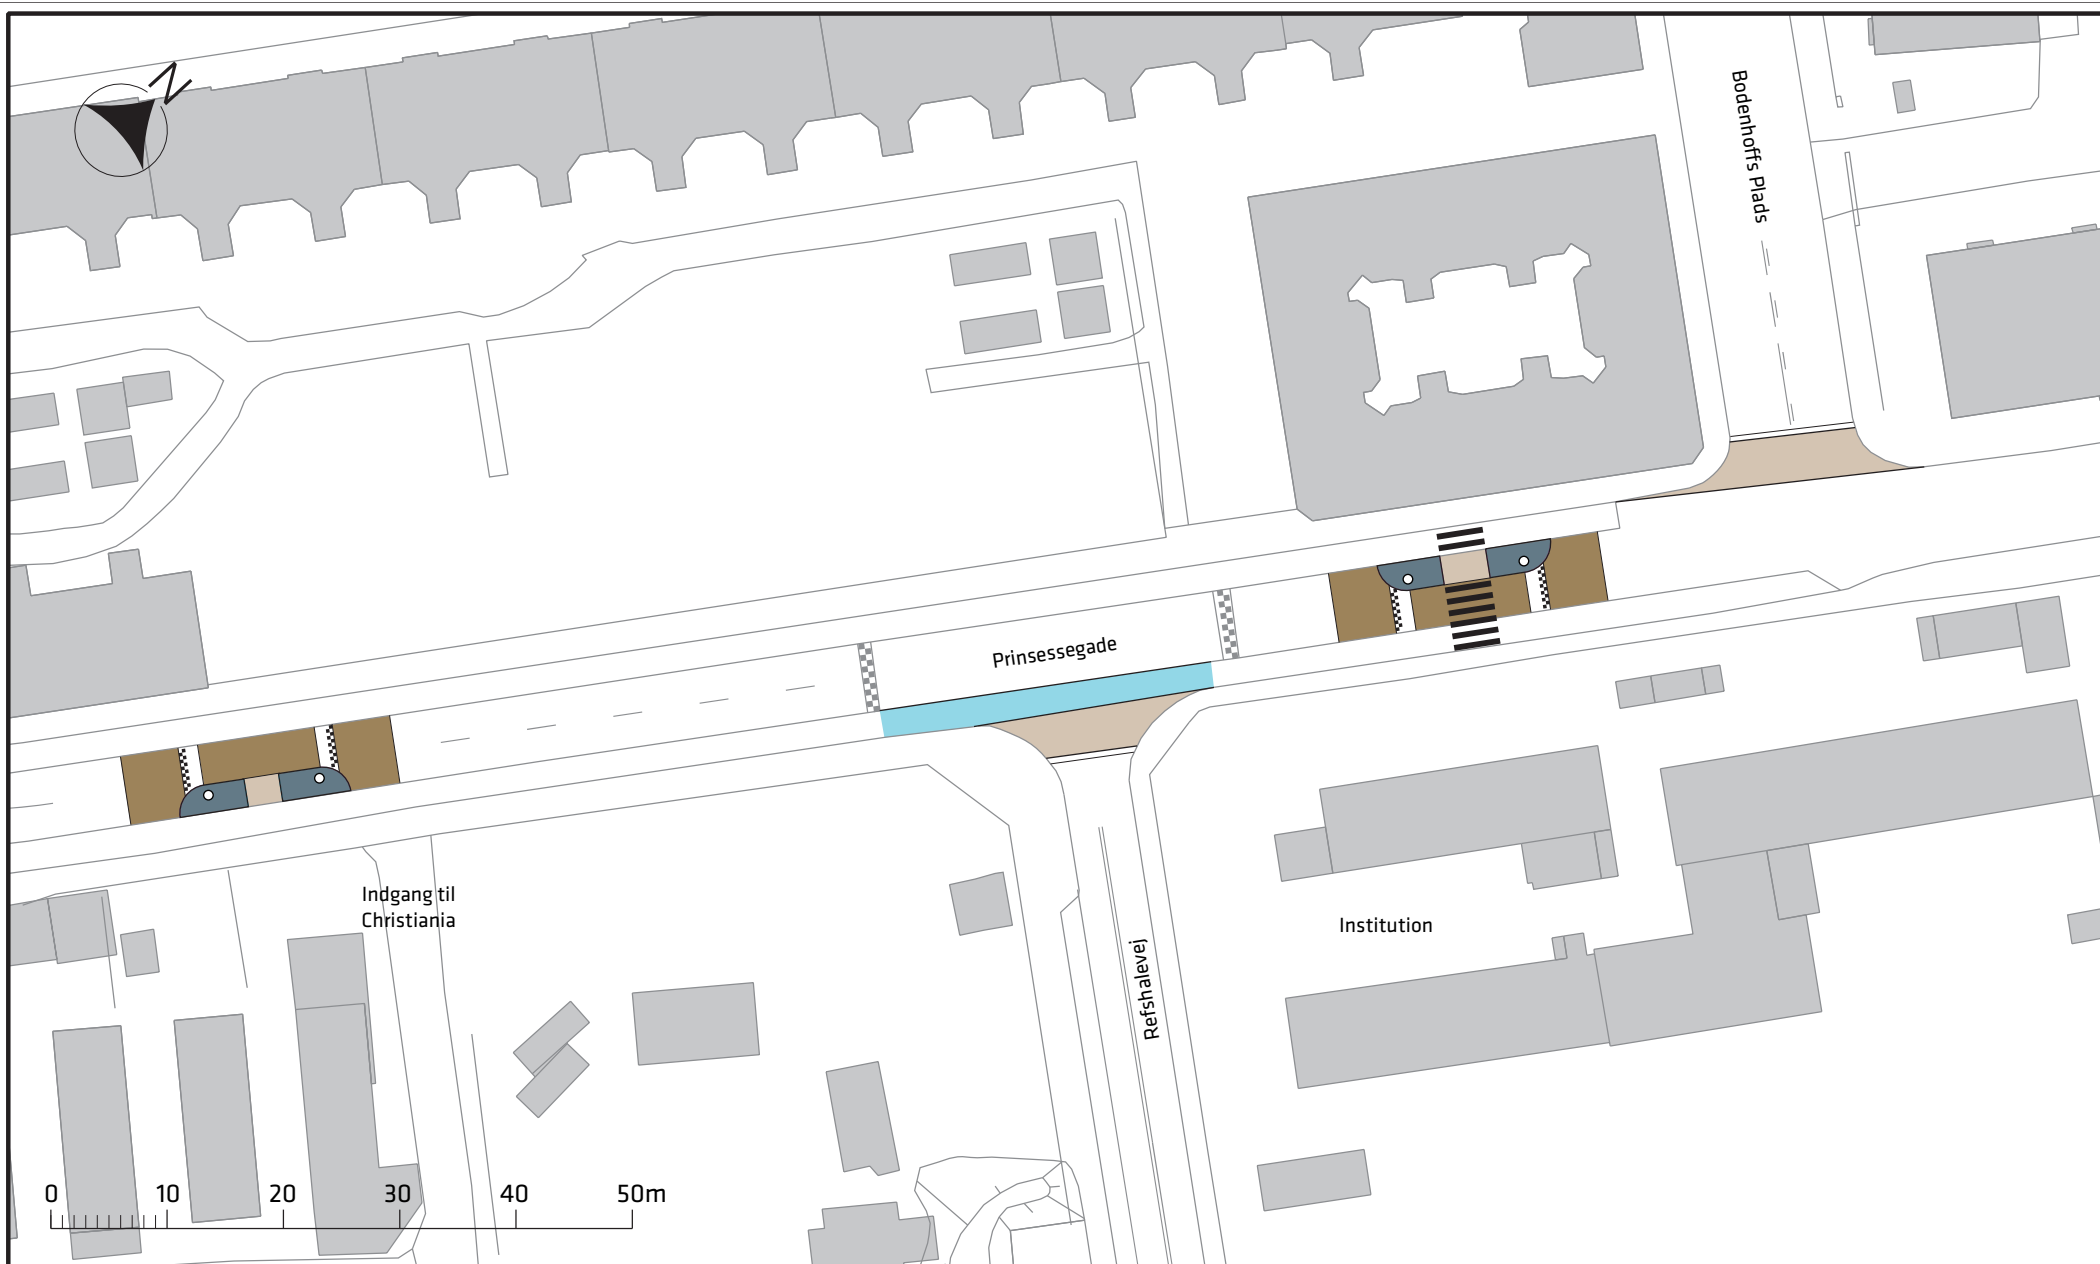 N
Bodenhoffs Plads
Prinsessegade
Indgang til
Christiania
Institution
Refshalevej
0 10 20 30 40 50m